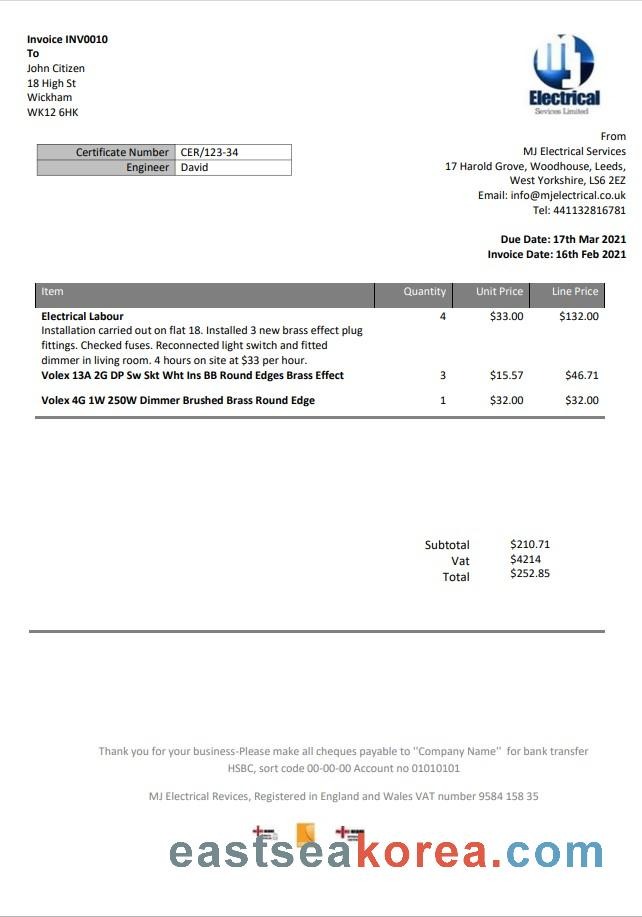 Invoice INV0010
To
John Citizen
18 High St
Wickham
WK12 6HK
Electrical
Sevices Limited
From
MJ Electrical Services
17 Harold Grove, Woodhouse, Leeds,
West Yorkshire, LS6 2EZ
Email: info@mjelectrical.co.uk
Tel: 441132816781
Certificate Number CER/123-34
Engineer David
Due Date: 17th Mar 2021
Invoice Date: 16th Feb 2021
Item Quantity Unit Price Line Price
Electrical Labour 4 $33.00 $132.00
Installation carried out on flat 18. Installed 3 new brass effect plug
fittings. Checked fuses. Reconnected light switch and fitted
dimmer in living room. 4 hours on site at $33 per hour.
Volex 13A 2G DP Sw Skt Wht Ins BB Round Edges Brass Effect 3 $15.57 $46.71
Volex 4G 1W 250W Dimmer Brushed Brass Round Edge 1 $32.00 $32.00
Subtotal $210.71
Vat $4214
Total $252.85
Thank you for your business-Please make all cheques payable to "Company Name" for bank transfer
HSBC, sort code 00-00-00 Account no 01010101
MJ Electrical Revices, Registered in England and Wales VAT number 9584 158 35
eastseakorea.com